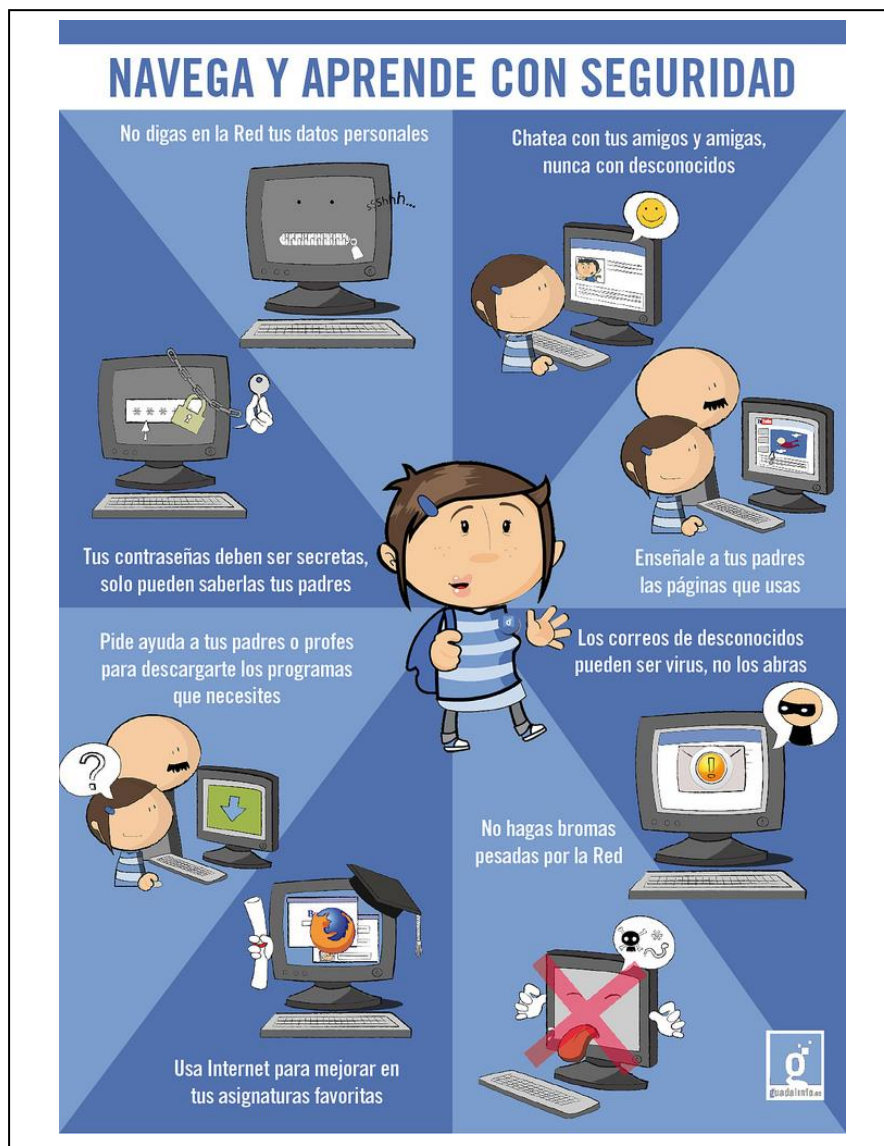 NAVEGA Y APRENDE CON SEGURIDAD
No digas en la Red tus datos personales
ssshhh...
Chatea con tus amigos y amigas,
nunca con desconocidos
* * * *
Tus contraseñas deben ser secretas,
solo pueden saberlas tus padres
Enseñale a tus padres
las páginas que usas
Pide ayuda a tus padres o profes
para descargarte los programas
que necesites
?
Los correos de desconocidos
pueden ser virus, no los abras
!
No hagas bromas
pesadas por la Red
Usa Internet para mejorar en
tus asignaturas favoritas
g
guadalinfo.es